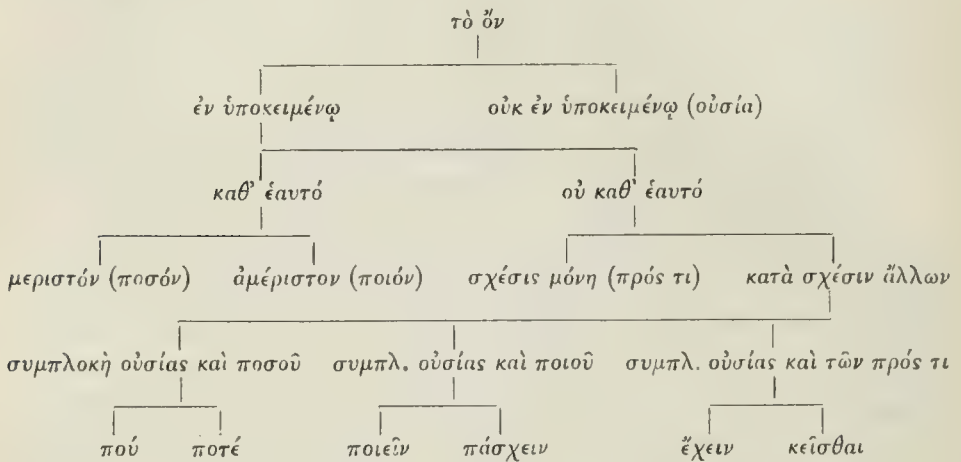 τὸ ὄν
ἐν ὑποκειμένῳ οὐκ ἐν ὑποκειμένῳ (οὐσία)
καθ' ἑαυτό οὐ καθ' ἑαυτό
μεριστόν (ποσόν) ἀμέριστον (ποιόν) σχέσις μόνη (πρός τι) κατὰ σχέσιν ἄλλων
συμπλοκὴ οὐσίας καὶ ποσοῦ συμπλ. οὐσίας καὶ ποιοῦ συμπλ. οὐσίας καὶ τῶν πρός τι
πού ποτέ ποιεῖν πάσχειν ἔχειν κεῖσθαι